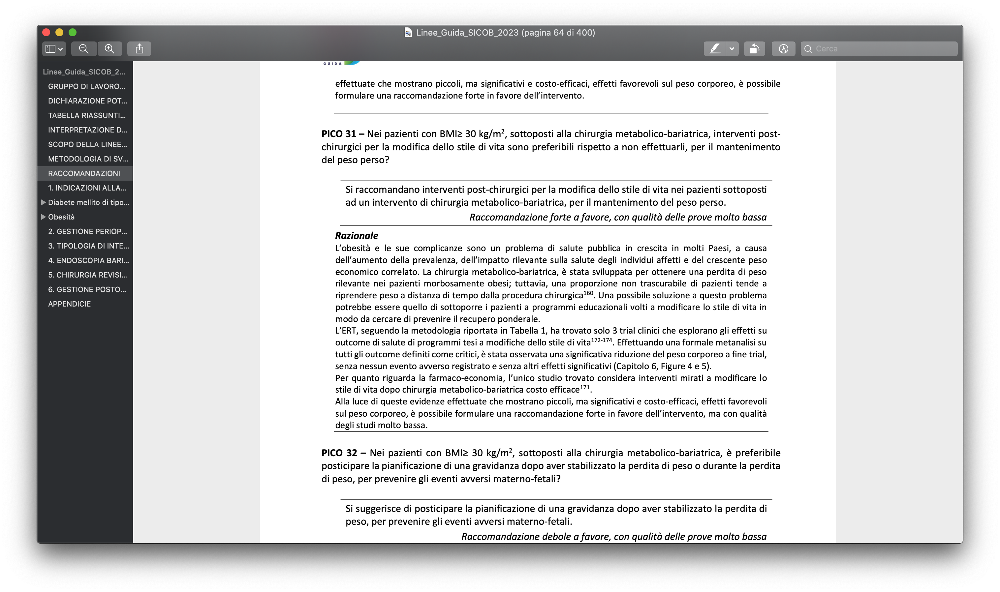 Linee_Guida_SICOB_2023 (pagina 64 di 400)
Cerca
Linee_Guida_SICOB_2...
GRUPPO DI LAVORO...
DICHIARAZIONE POT...
TABELLA RIASSUNTI...
INTERPRETAZIONE D...
SCOPO DELLA LINEE...
METODOLOGIA DI SV...
RACCOMANDAZIONI
1. INDICAZIONI ALLA...
Diabete mellito di tipo...
Obesità
2. GESTIONE PERIOP...
3. TIPOLOGIA DI INTE...
4. ENDOSCOPIA BARI...
5. CHIRURGIA REVISI...
6. GESTIONE POSTO...
APPENDICIE
GUIDA
effettuate che mostrano piccoli, ma significativi e costo-efficaci, effetti favorevoli sul peso corporeo, è possibile
formulare una raccomandazione forte in favore dell’intervento.
PICO 31 – Nei pazienti con BMI≥ 30 kg/m², sottoposti alla chirurgia metabolico-bariatrica, interventi post-
chirurgici per la modifica dello stile di vita sono preferibili rispetto a non effettuarli, per il mantenimento
del peso perso?
Si raccomandano interventi post-chirurgici per la modifica dello stile di vita nei pazienti sottoposti
ad un intervento di chirurgia metabolico-bariatrica, per il mantenimento del peso perso.
Raccomandazione forte a favore, con qualità delle prove molto bassa
Razionale
L’obesità e le sue complicanze sono un problema di salute pubblica in crescita in molti Paesi, a causa
dell’aumento della prevalenza, dell’impatto rilevante sulla salute degli individui affetti e del crescente peso
economico correlato. La chirurgia metabolico-bariatrica, è stata sviluppata per ottenere una perdita di peso
rilevante nei pazienti morbosamente obesi; tuttavia, una proporzione non trascurabile di pazienti tende a
riprendere peso a distanza di tempo dalla procedura chirurgica¹⁶⁰. Una possibile soluzione a questo problema
potrebbe essere quello di sottoporre i pazienti a programmi educazionali volti a modificare lo stile di vita in
modo da cercare di prevenire il recupero ponderale.
L’ERT, seguendo la metodologia riportata in Tabella 1, ha trovato solo 3 trial clinici che esplorano gli effetti su
outcome di salute di programmi tesi a modifiche dello stile di vita¹⁷²⁻¹⁷⁴. Effettuando una formale metanalisi su
tutti gli outcome definiti come critici, è stata osservata una significativa riduzione del peso corporeo a fine trial,
senza nessun evento avverso registrato e senza altri effetti significativi (Capitolo 6, Figure 4 e 5).
Per quanto riguarda la farmaco-economia, l’unico studio trovato considera interventi mirati a modificare lo
stile di vita dopo chirurgia metabolico-bariatrica costo efficace¹⁷¹.
Alla luce di queste evidenze effettuate che mostrano piccoli, ma significativi e costo-efficaci, effetti favorevoli
sul peso corporeo, è possibile formulare una raccomandazione forte in favore dell’intervento, ma con qualità
degli studi molto bassa.
PICO 32 – Nei pazienti con BMI≥ 30 kg/m², sottoposti alla chirurgia metabolico-bariatrica, è preferibile
posticipare la pianificazione di una gravidanza dopo aver stabilizzato la perdita di peso o durante la perdita
di peso, per prevenire gli eventi avversi materno-fetali?
Si suggerisce di posticipare la pianificazione di una gravidanza dopo aver stabilizzato la perdita di
peso, per prevenire gli eventi avversi materno-fetali.
Raccomandazione debole a favore, con qualità delle prove molto bassa